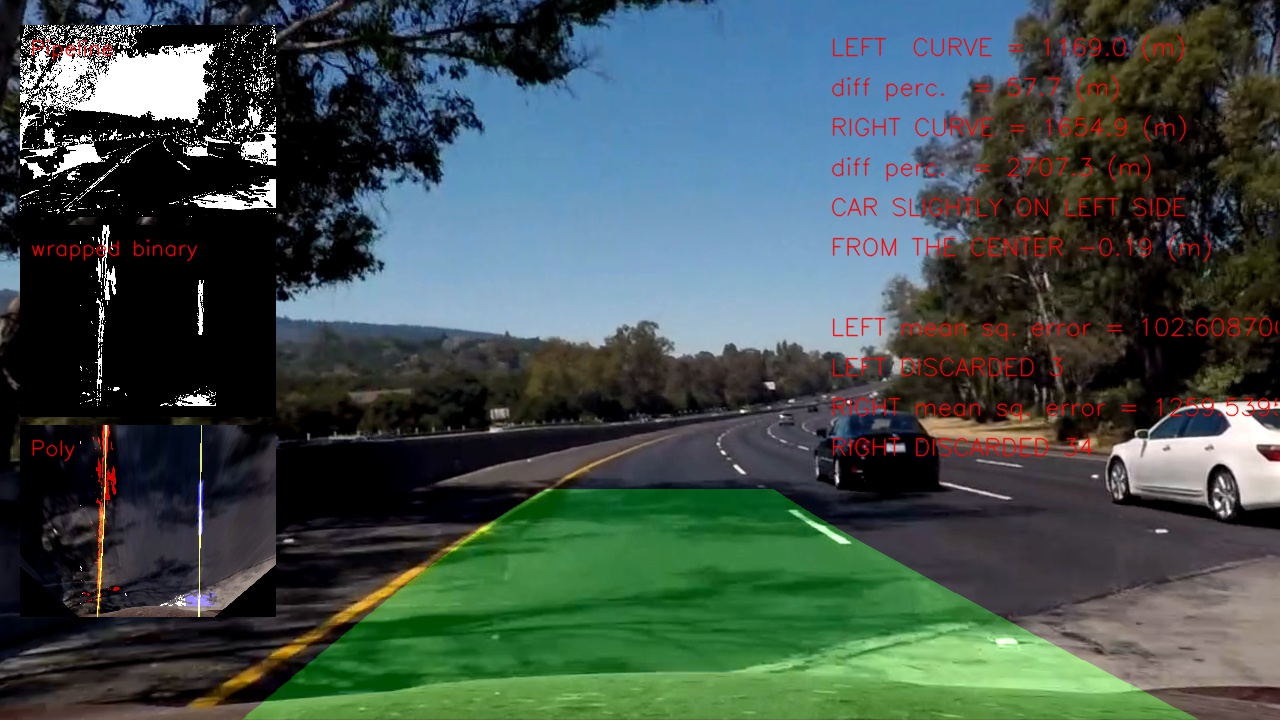 Pipeline
wrapped binary
Poly
LEFT CURVE = 1169.0 (m)
diff perc. = 57.7 (m)
RIGHT CURVE = 1654.9 (m)
diff perc. = 2707.3 (m)
CAR SLIGHTLY ON LEFT SIDE
FROM THE CENTER -0.19 (m)
LEFT mean sq. error = 102.608700
LEFT DISCARDED 3
RIGHT mean sq. error = 1259.5395
RIGHT DISCARDED 34